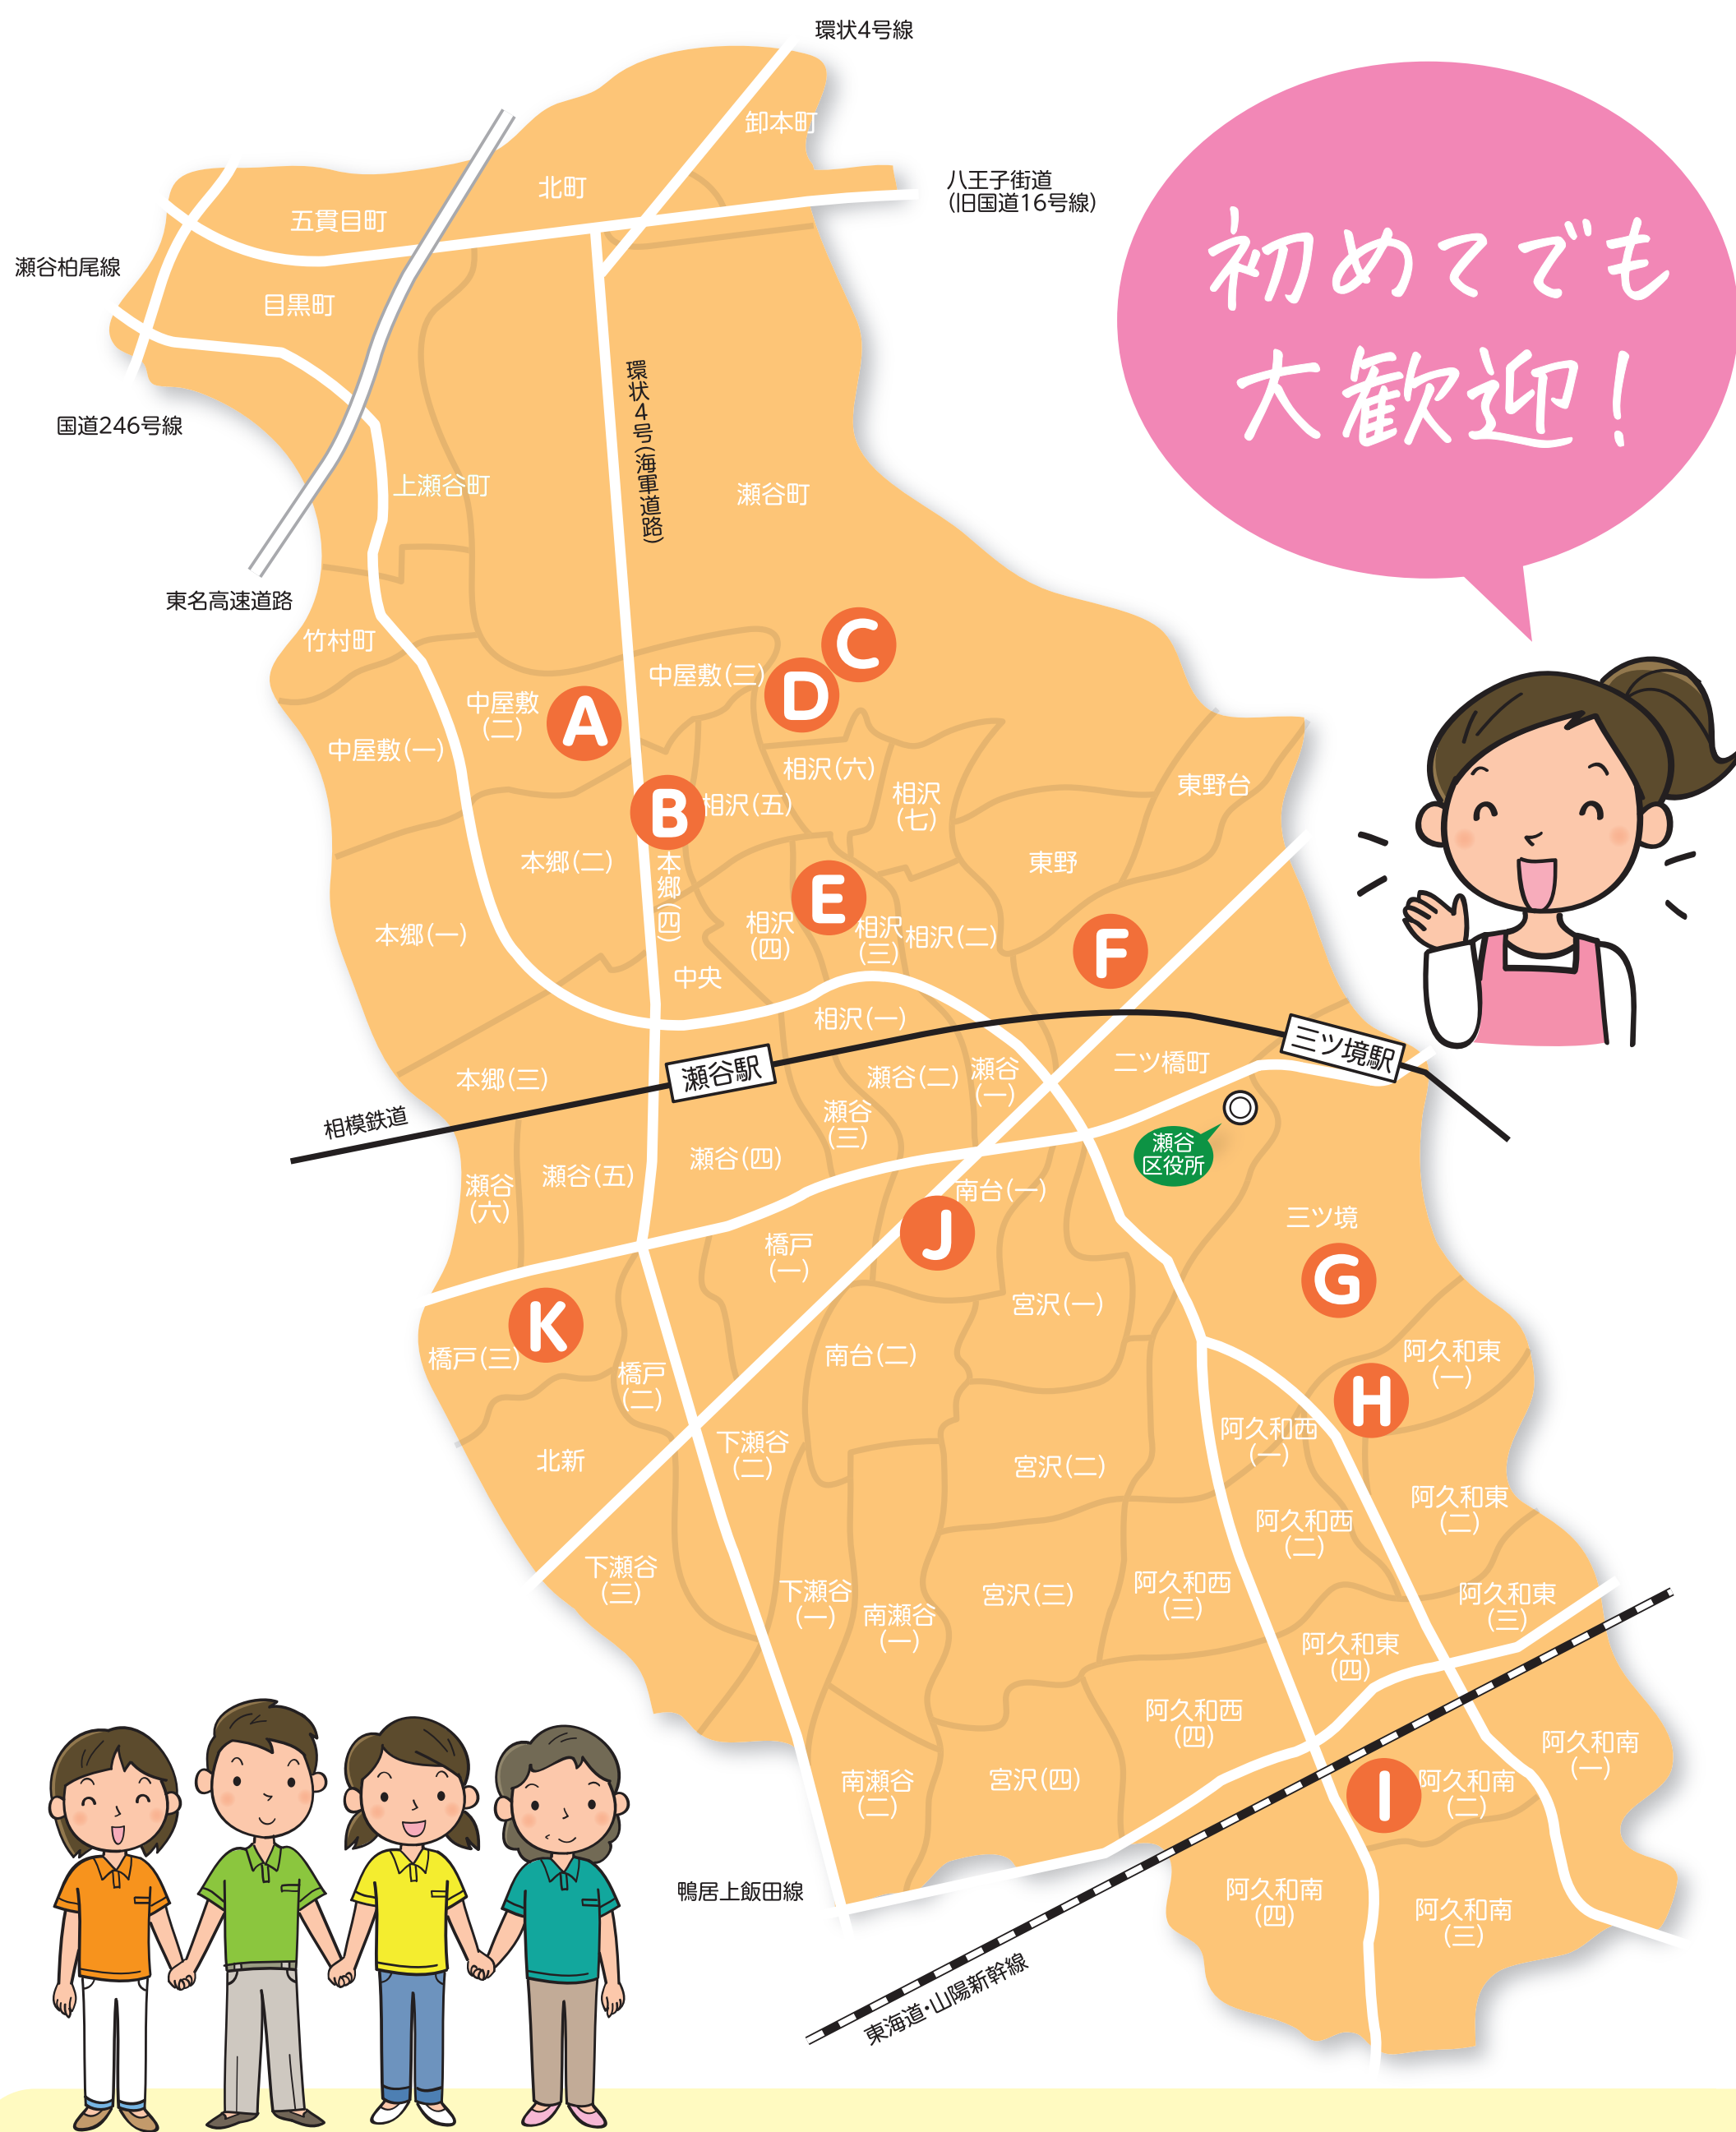 環状4号線
卸本町
八王子街道
(旧国道16号線)
北町
五貫目町
瀬谷柏尾線
目黒町
国道246号線
環状4号(海軍道路)
上瀬谷町
瀬谷町
東名高速道路
竹村町
初めてでも
大歓迎!
C
中屋敷(三)
D
中屋敷
(二)
A
中屋敷(一)
相沢(六)
東野台
相沢(五)
相沢
(七)
B
本郷(二)
本郷(四)
東野
E
本郷(一)
相沢
(四)
相沢
(三)
相沢(二)
F
中央
相沢(一)
三ツ境駅
瀬谷駅
二ツ橋町
本郷(三)
瀬谷(二)
瀬谷
(一)
相模鉄道
瀬谷
(三)
瀬谷
区役所
瀬谷(四)
瀬谷(五)
瀬谷
(六)
南台(一)
三ツ境
J
橋戸
(一)
G
宮沢(一)
K
橋戸(三)
橋戸
(二)
南台(二)
阿久和東
(一)
H
阿久和西
(一)
下瀬谷
(二)
北新
宮沢(二)
阿久和東
(二)
阿久和西
(二)
下瀬谷
(三)
下瀬谷
(一)
南瀬谷
(一)
宮沢(三)
阿久和西
(三)
阿久和東
(三)
阿久和東
(四)
阿久和西
(四)
阿久和南
(一)
南瀬谷
(二)
宮沢(四)
I
阿久和南
(二)
鴨居上飯田線
阿久和南
(四)
阿久和南
(三)
東海道・山陽新幹線